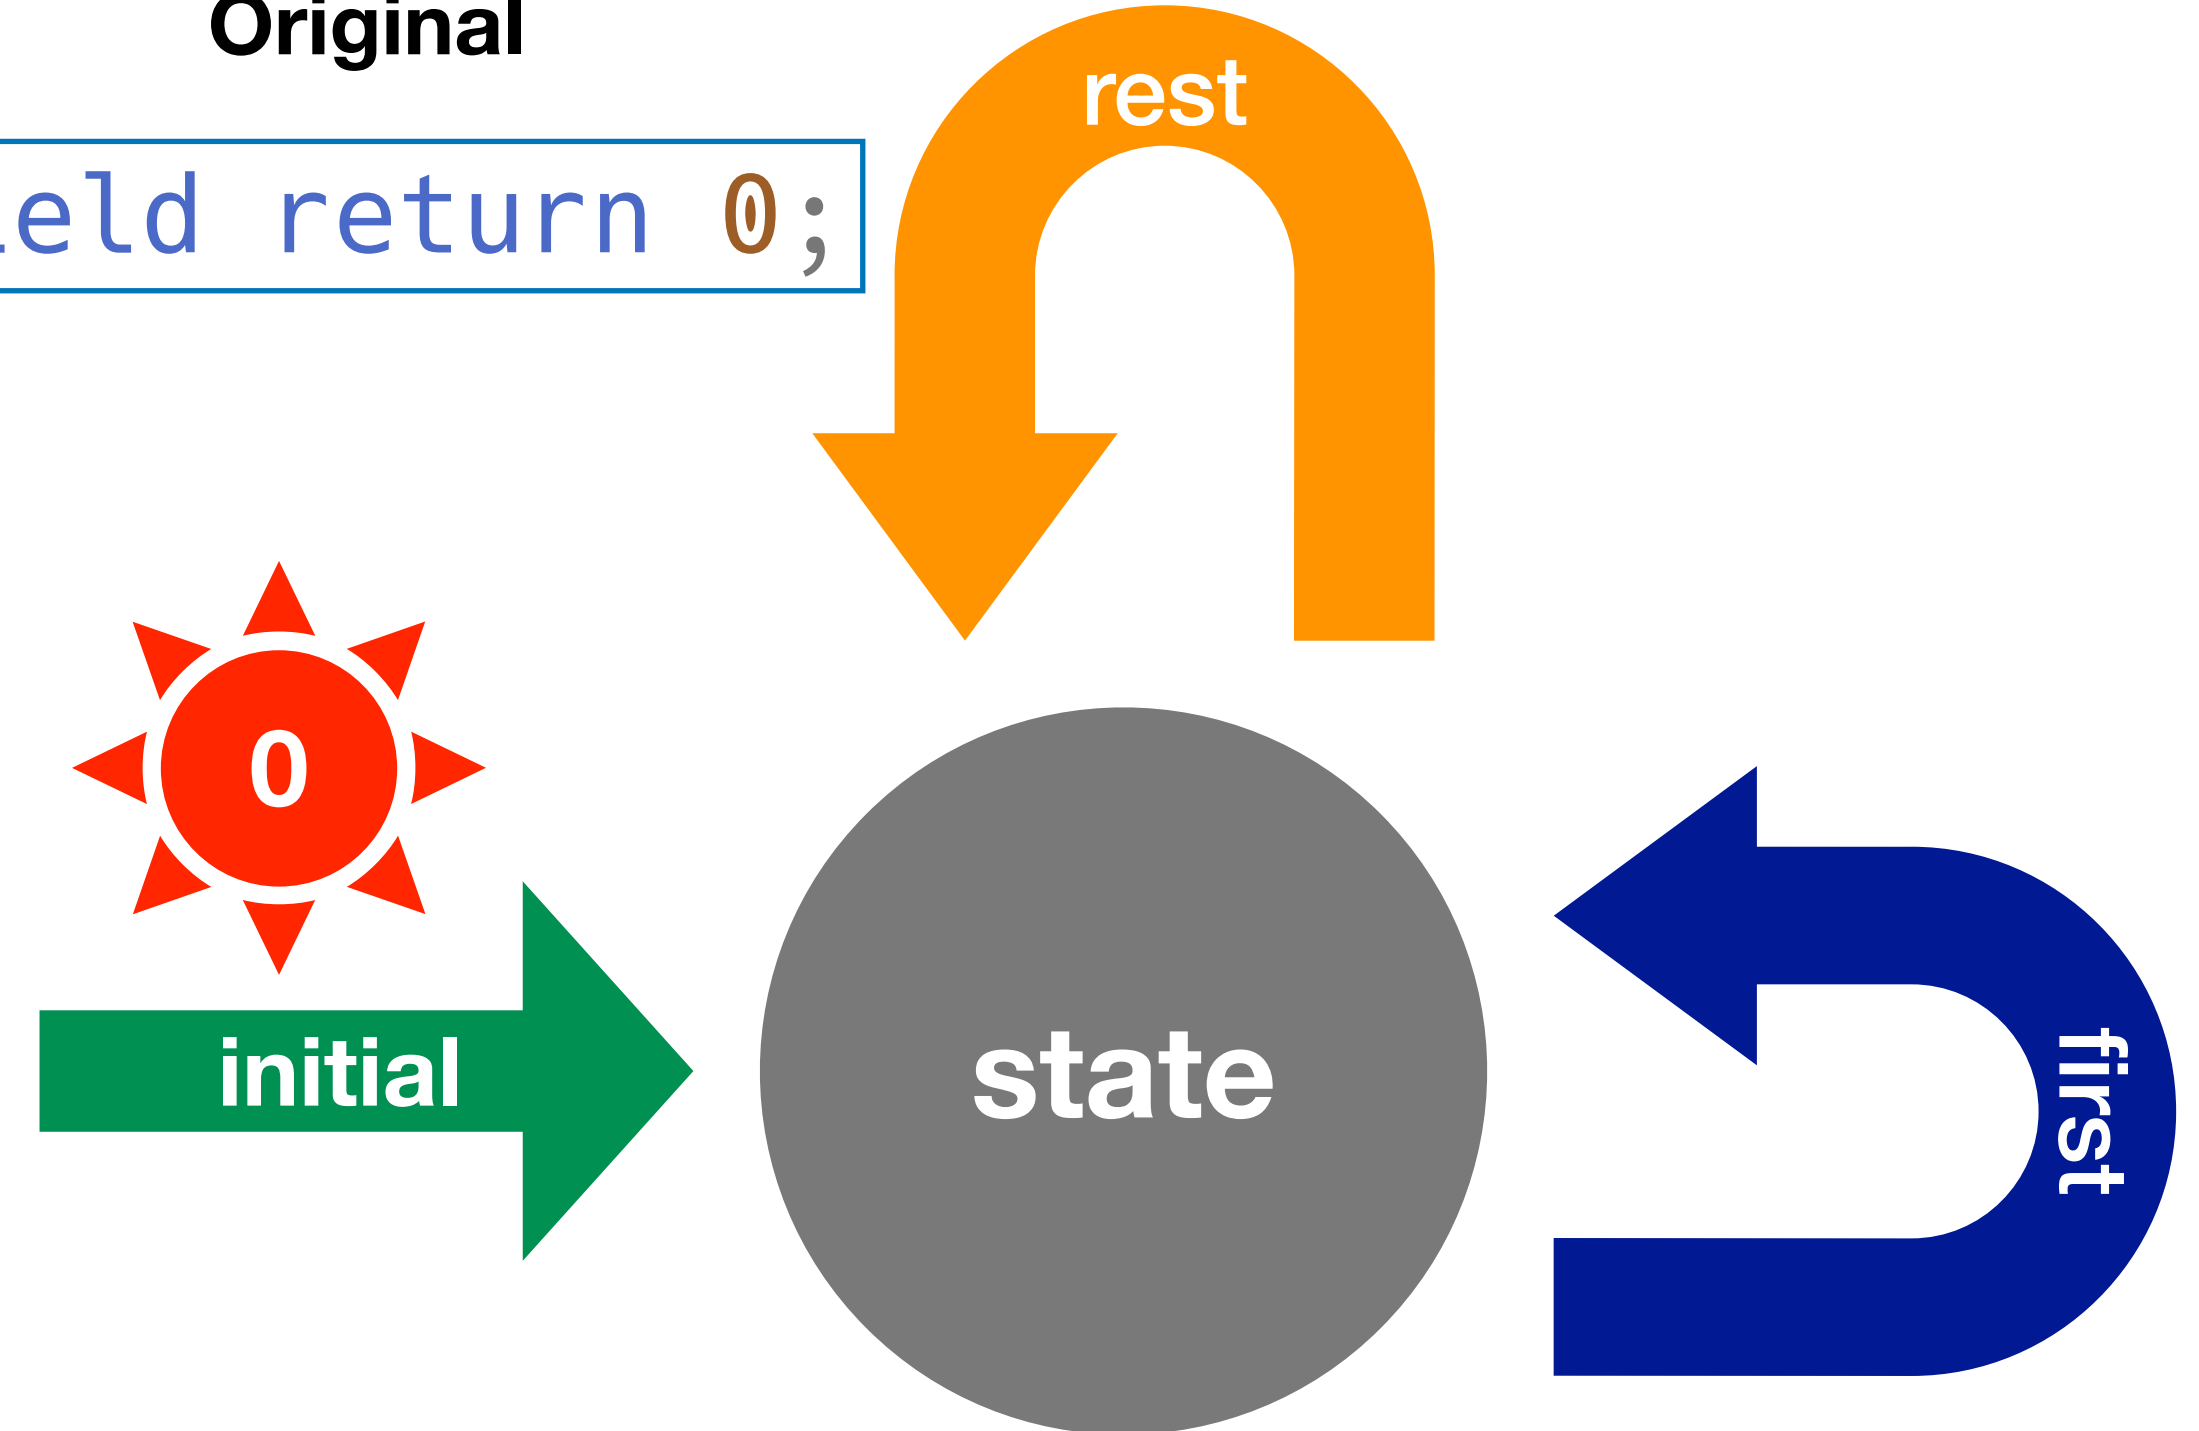 Original
rest
eld return 0;
0
initial
state
first